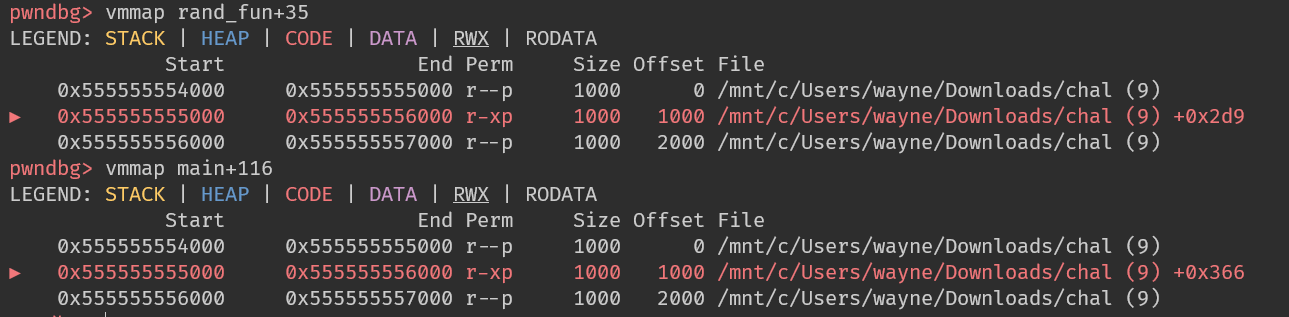 pwndbg> vmmap rand_fun+35
LEGEND: STACK | HEAP | CODE | DATA | RWX | RODATA
Start End Perm Size Offset File
0x555555554000 0x555555555000 r--p 1000 0 /mnt/c/Users/wayne/Downloads/chal (9)
► 0x555555555000 0x555555556000 r-xp 1000 1000 /mnt/c/Users/wayne/Downloads/chal (9) +0x2d9
0x555555556000 0x555555557000 r--p 1000 2000 /mnt/c/Users/wayne/Downloads/chal (9)
pwndbg> vmmap main+116
LEGEND: STACK | HEAP | CODE | DATA | RWX | RODATA
Start End Perm Size Offset File
0x555555554000 0x555555555000 r--p 1000 0 /mnt/c/Users/wayne/Downloads/chal (9)
► 0x555555555000 0x555555556000 r-xp 1000 1000 /mnt/c/Users/wayne/Downloads/chal (9) +0x366
0x555555556000 0x555555557000 r--p 1000 2000 /mnt/c/Users/wayne/Downloads/chal (9)